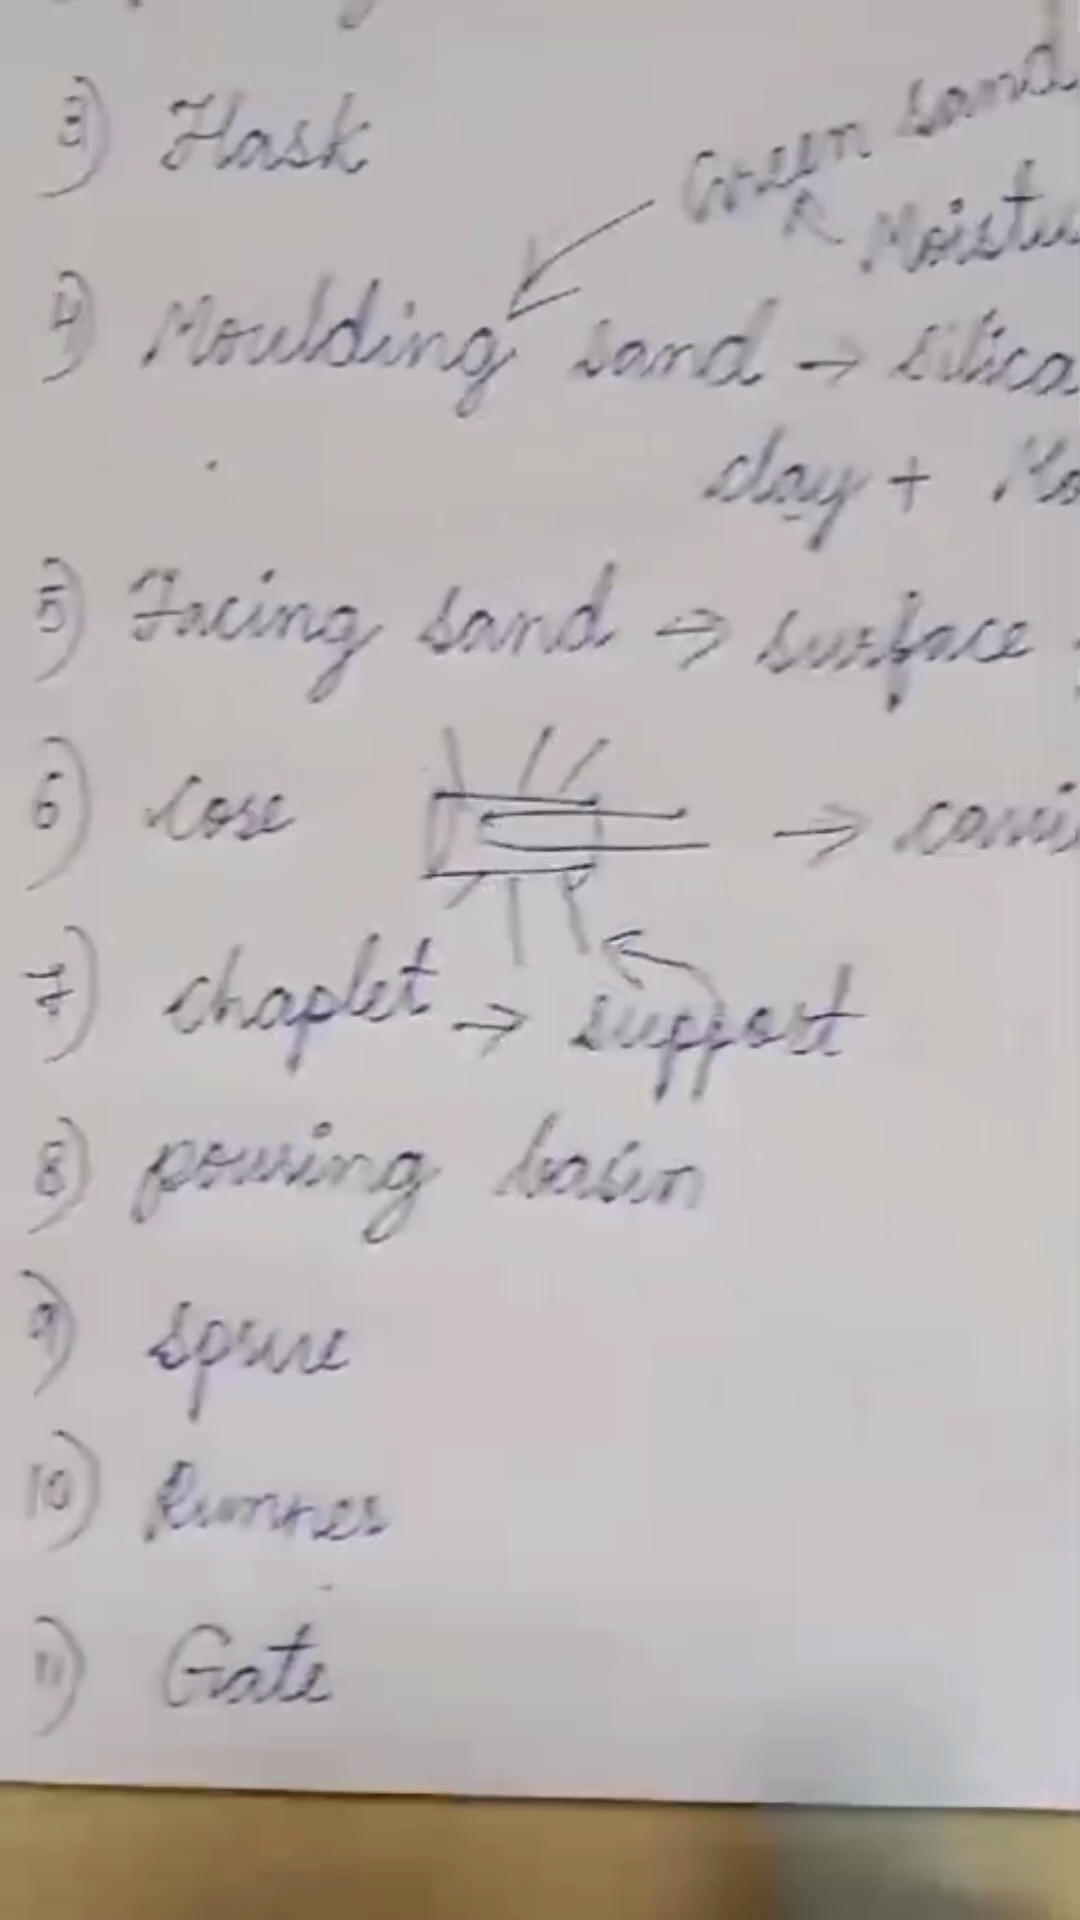 3) Flask
Green sand
Moistu
4) Moulding sand → silica
clay + Mo
5) Facing sand → surface
6) Core →
7) chaplet → support
8) pouring basin
9) sprue
10) Runner
11) Gate